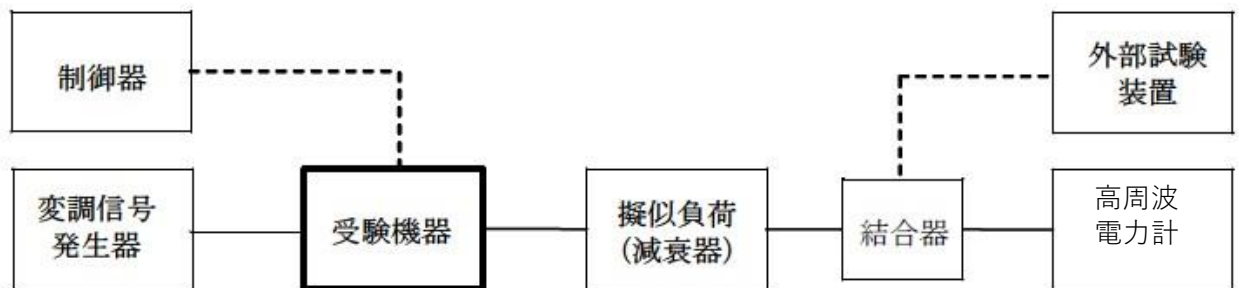 制御器
外部試験
装置
変調信号
発生器
受験機器
擬似負荷
(減衰器)
結合器
高周波
電力計